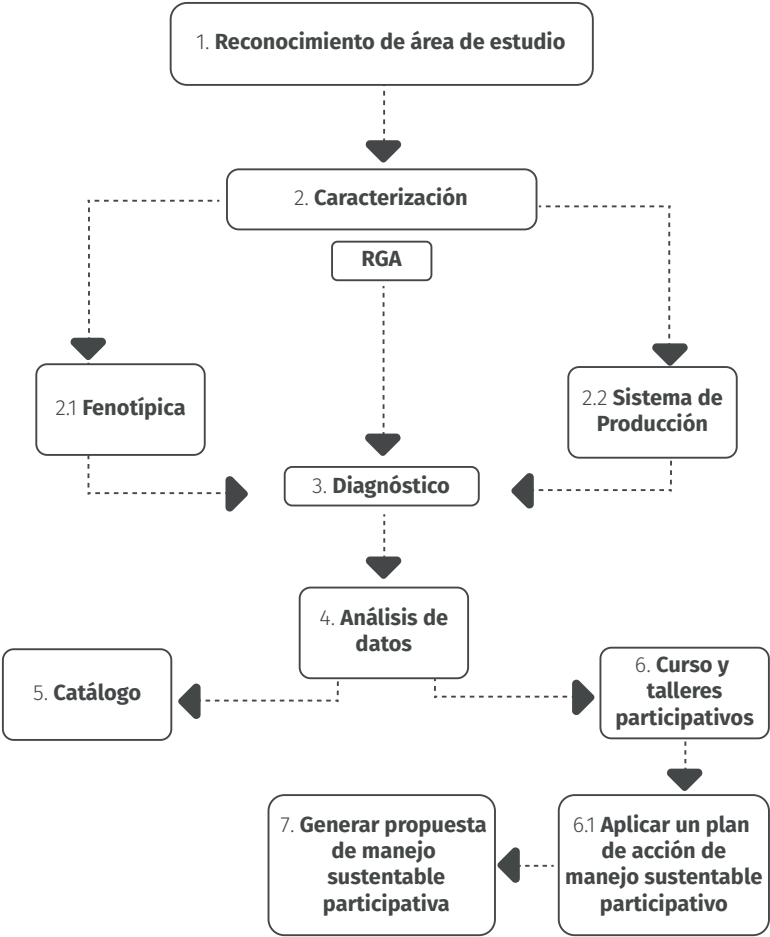 1. Reconocimiento de área de estudio
2. Caracterización
RGA
2.1 Fenotípica
2.2 Sistema de
Producción
3. Diagnóstico
4. Análisis de
datos
5. Catálogo
6. Curso y
talleres
participativos
6.1 Aplicar un plan
de acción de
manejo sustentable
participativo
7. Generar propuesta
de manejo
sustentable
participativa